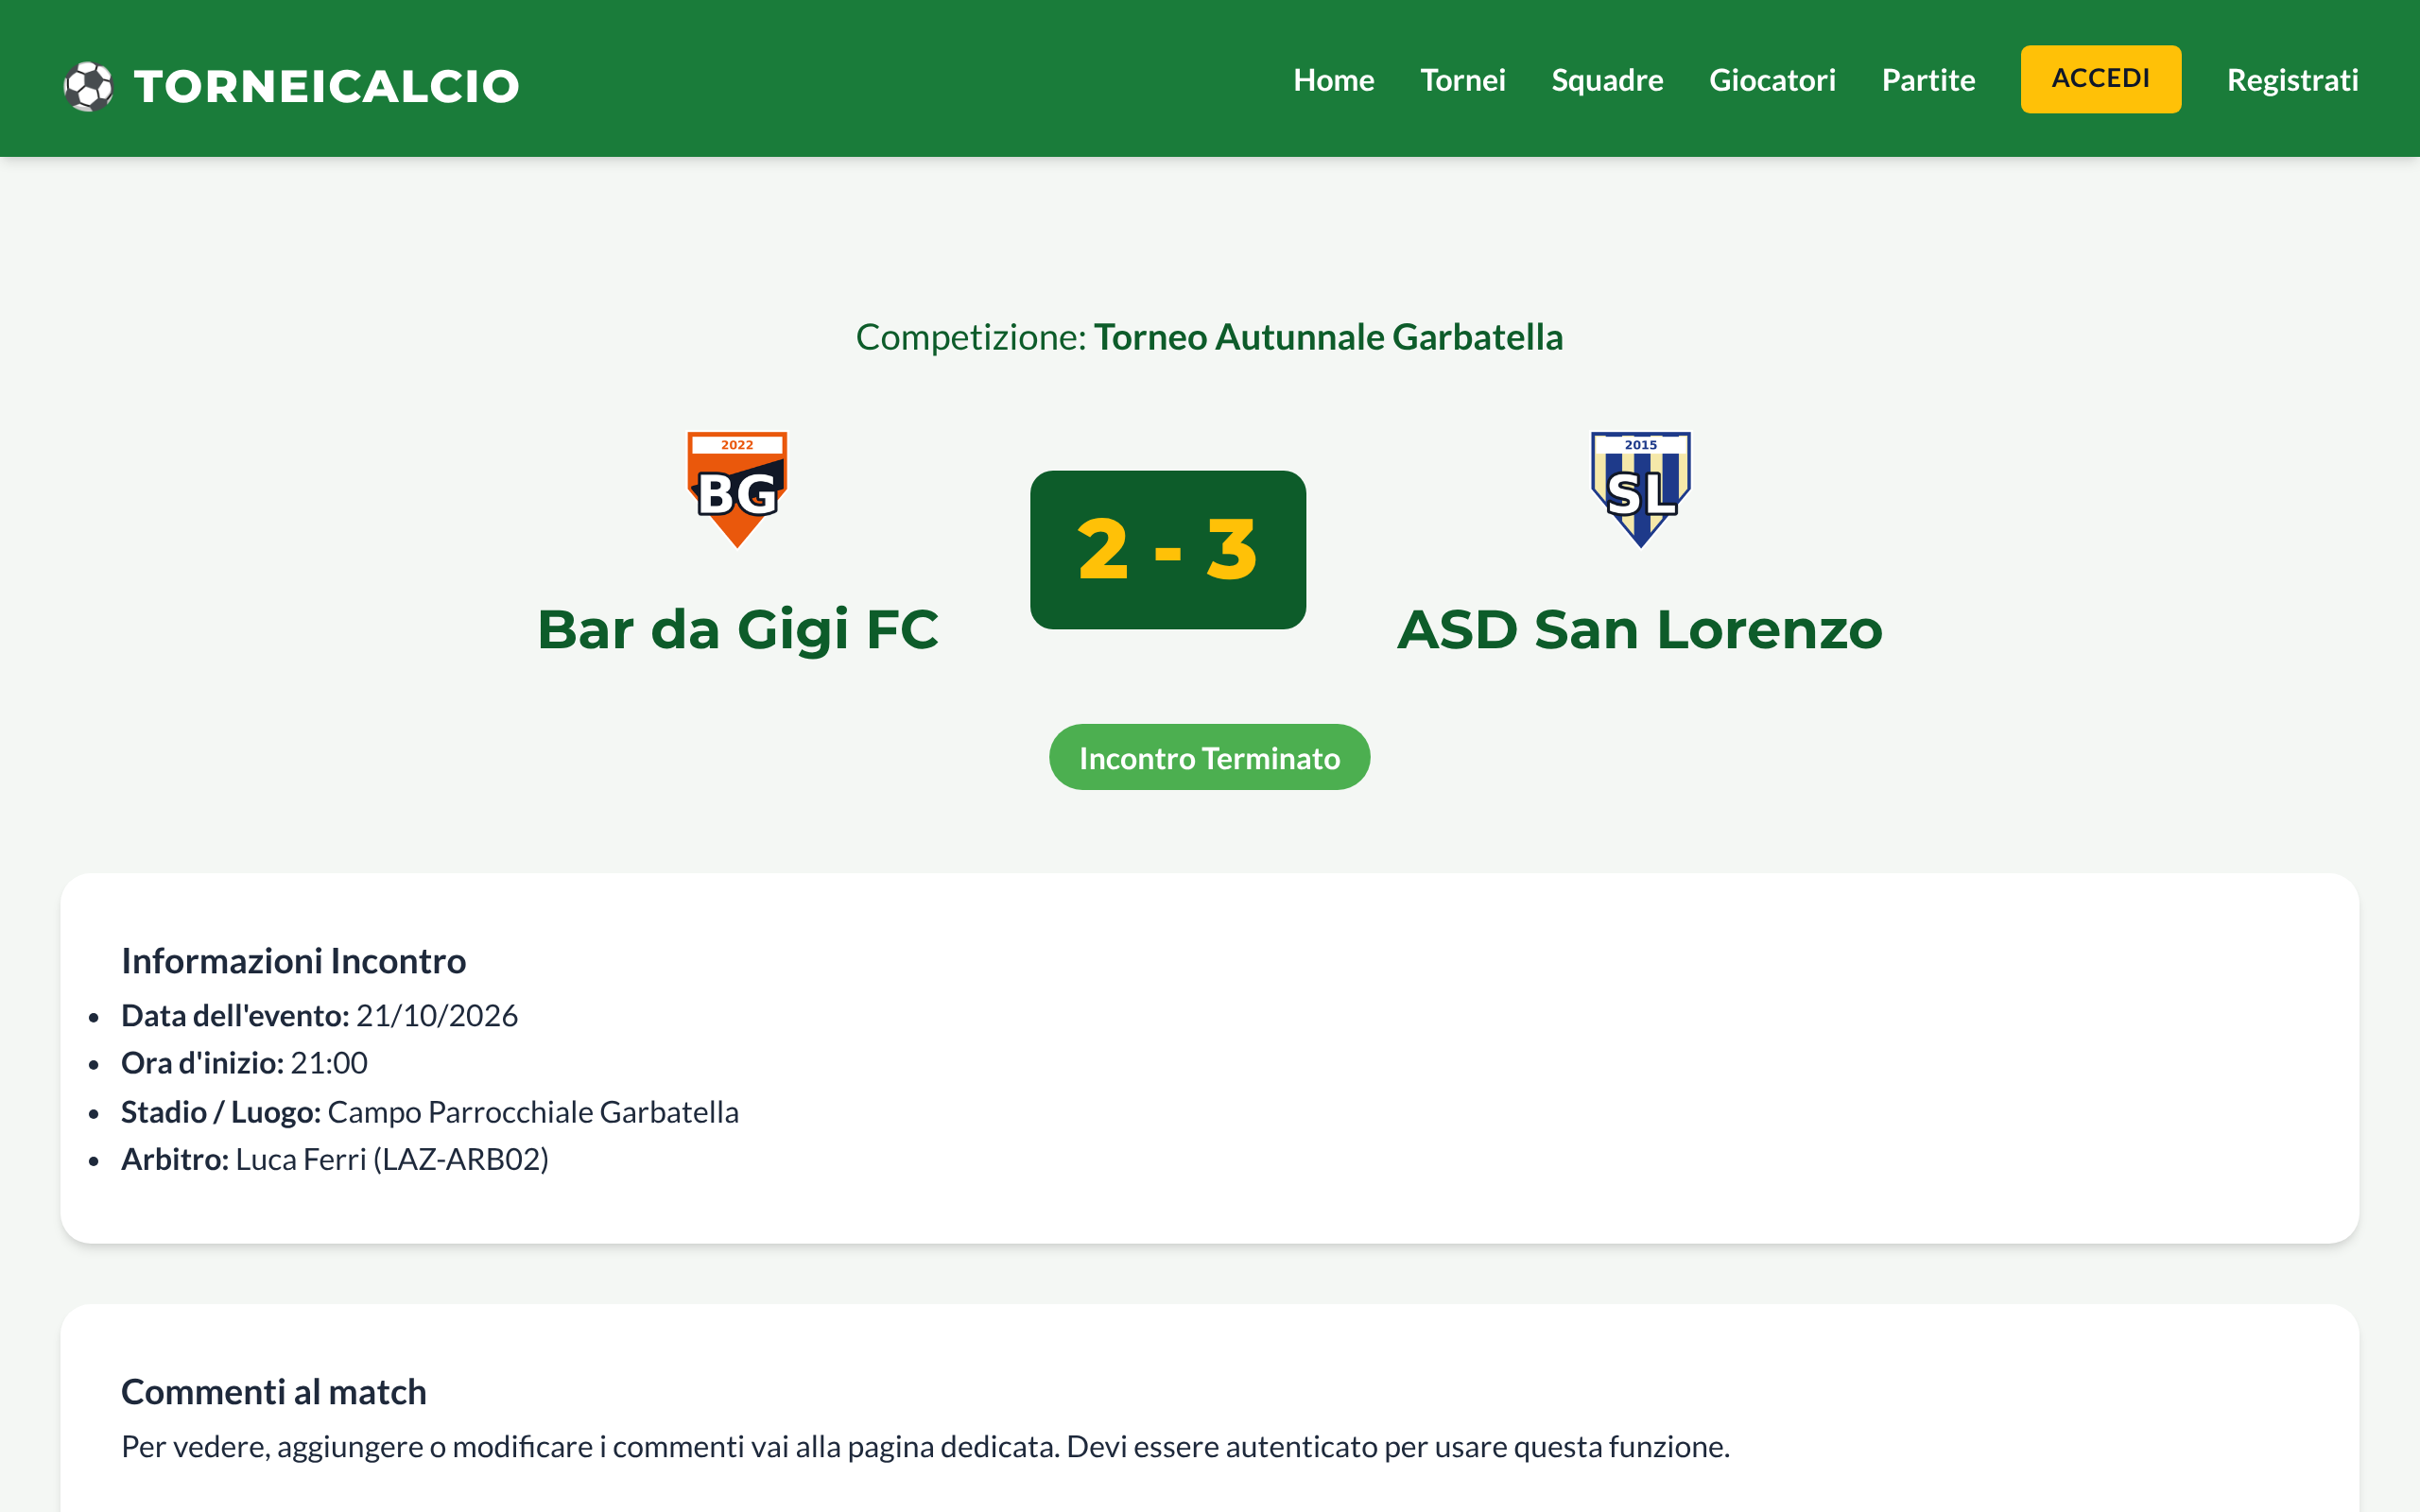 TORNEICALCIO
Home Tornei Squadre Giocatori Partite ACCEDI Registrati
Competizione: Torneo Autunnale Garbatella
2022
BG
2015
SL
2 - 3
Bar da Gigi FC
ASD San Lorenzo
Incontro Terminato
Informazioni Incontro
• Data dell'evento: 21/10/2026
• Ora d'inizio: 21:00
• Stadio / Luogo: Campo Parrocchiale Garbatella
• Arbitro: Luca Ferri (LAZ-ARB02)
Commenti al match
Per vedere, aggiungere o modificare i commenti vai alla pagina dedicata. Devi essere autenticato per usare questa funzione.